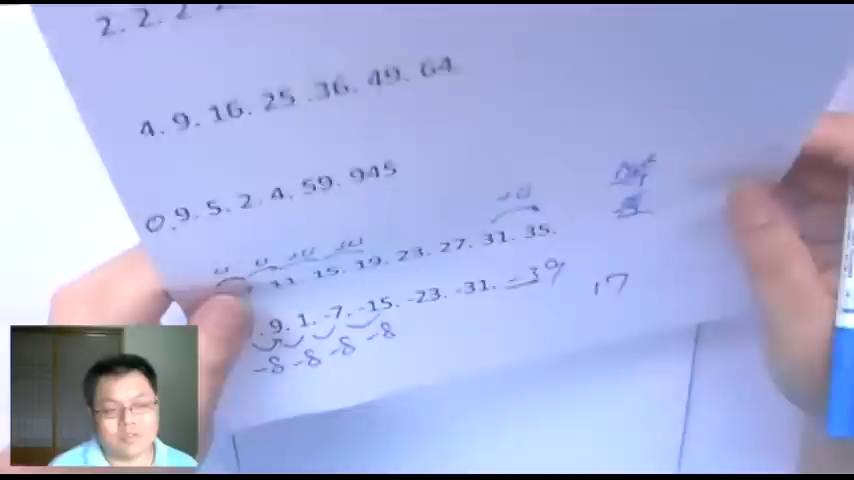 2. 2. 2
4. 9. 16. 25 .36. 49. 64
0. 9. 5. 2. 4. 59. 945
11. 15. 19. 23. 27. 31. 35.
. 9. 1. -7. -15. -23. -31. -39 17
-8 -8 -8 -8